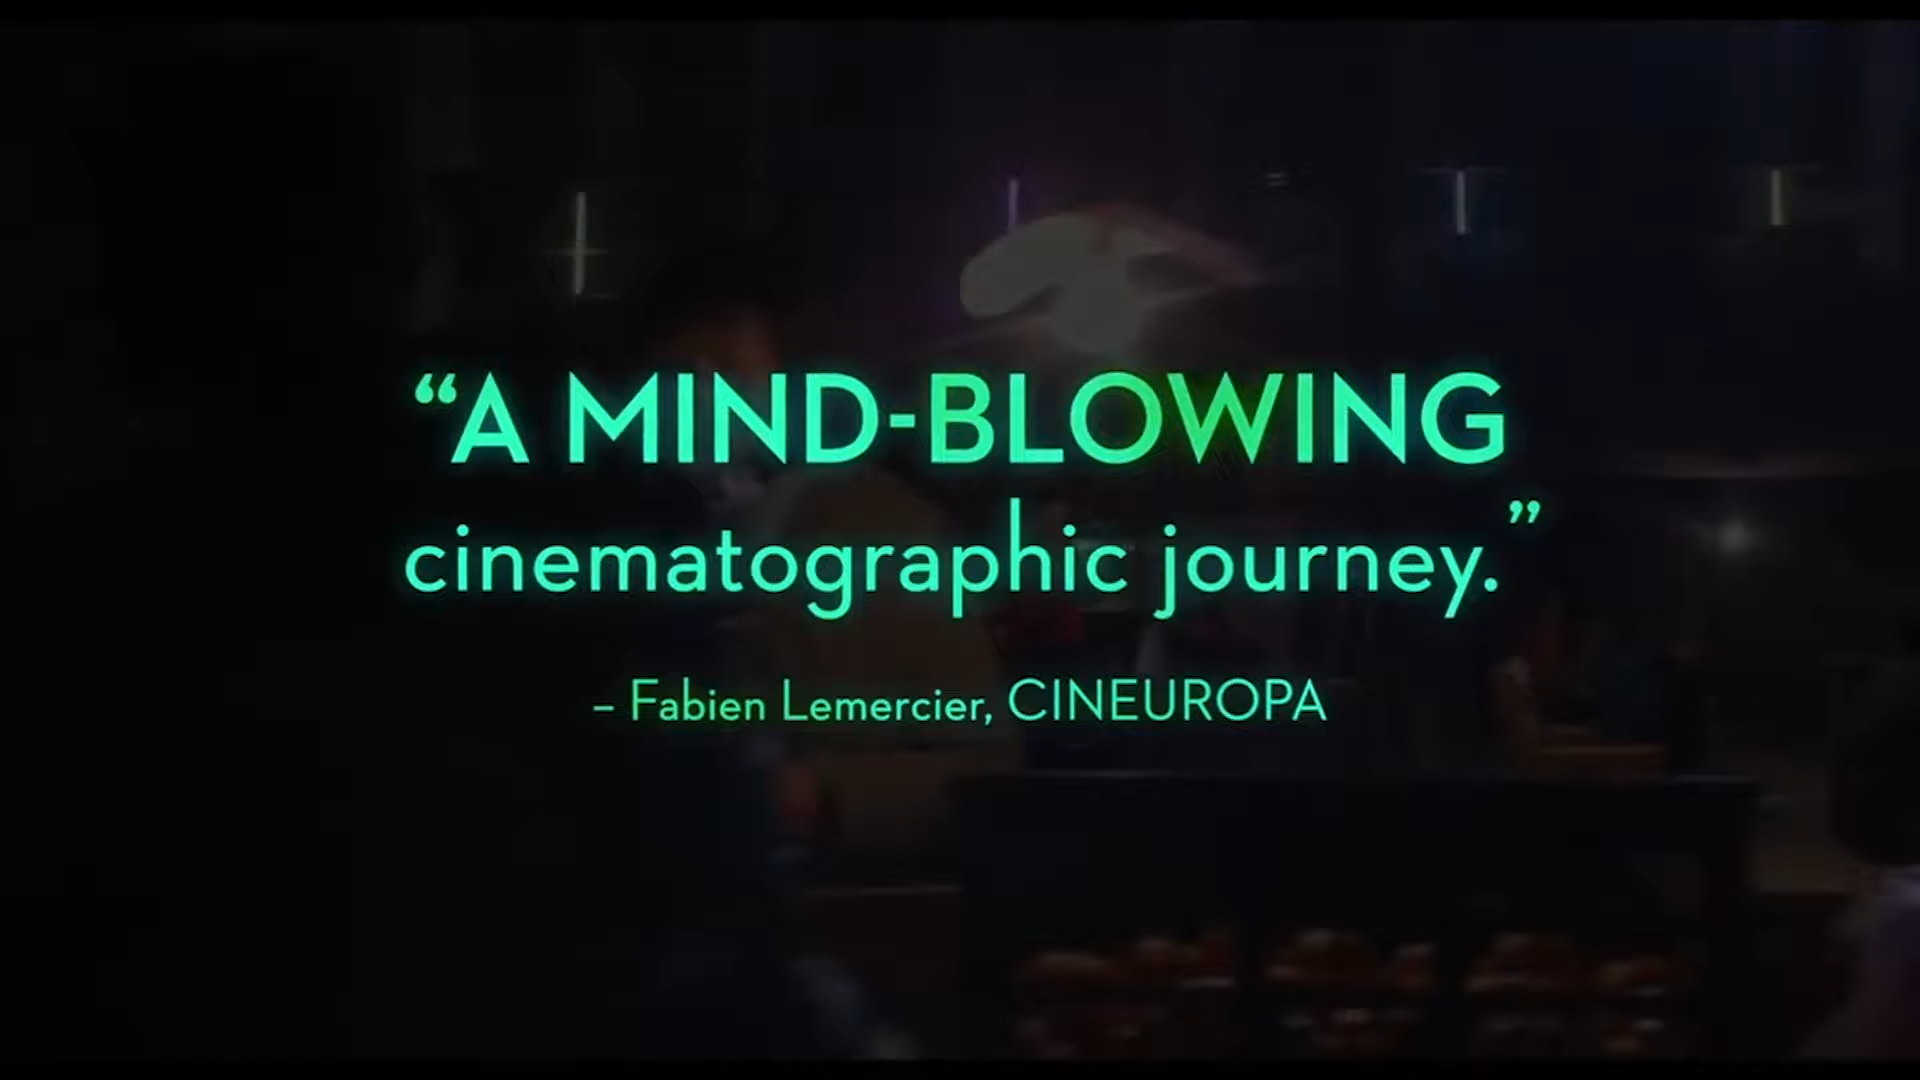 “A MIND-BLOWING
cinematographic journey.”
– Fabien Lemercier, CINEUROPA